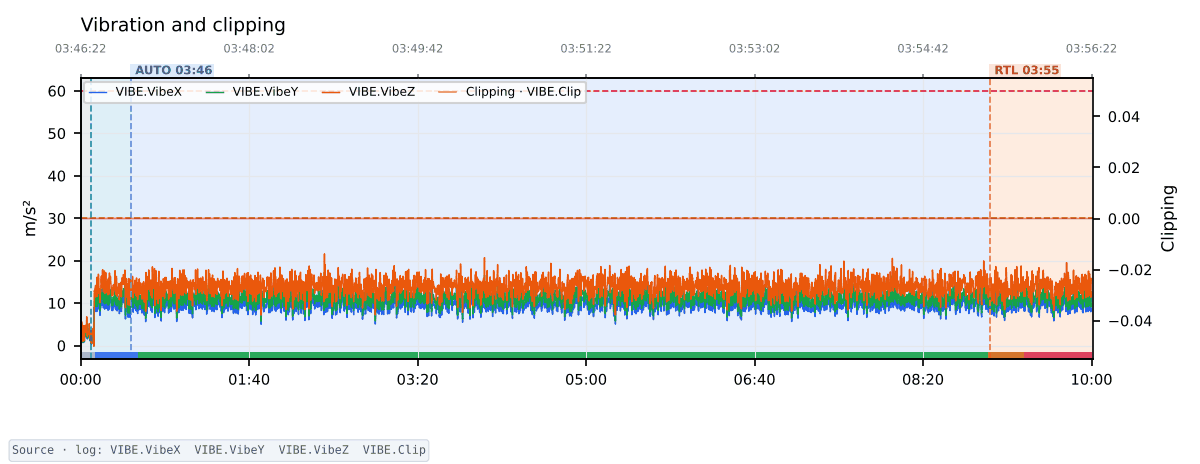 Vibration and clipping
03:46:22 03:48:02 03:49:42 03:51:22 03:53:02 03:54:42 03:56:22
AUTO 03:46 RTL 03:55
VIBE.VibeX VIBE.VibeY VIBE.VibeZ Clipping · VIBE.Clip
60
50
40
30
20
10
0
m/s²
0.04
0.02
0.00
−0.02
−0.04
Clipping
00:00 01:40 03:20 05:00 06:40 08:20 10:00
Source · log: VIBE.VibeX VIBE.VibeY VIBE.VibeZ VIBE.Clip